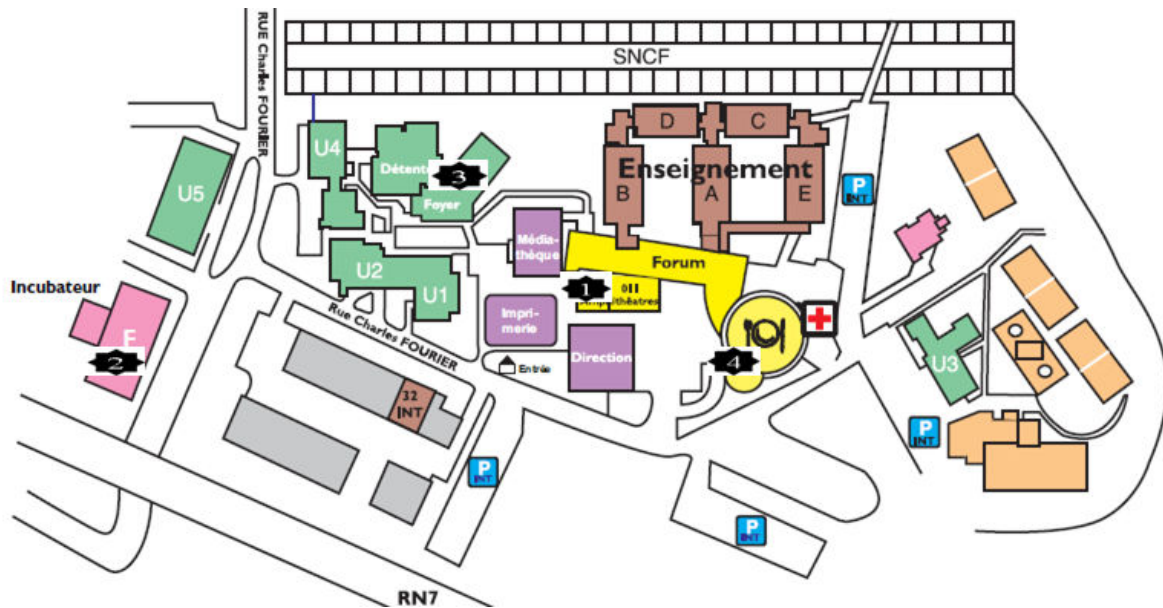 RUE Charles FOURIER
SNCF
D
C
U4
Détente
3
Foyer
Enseignement
B
A
E
P
INT
U5
Média-
thèque
Forum
U2
U1
1
011
Incubateur
F
2
Rue Charles FOURIER
Impri-
merie
Direction
Entrée
4
U3
32
INT
P
INT
P
INT
P
INT
RN7